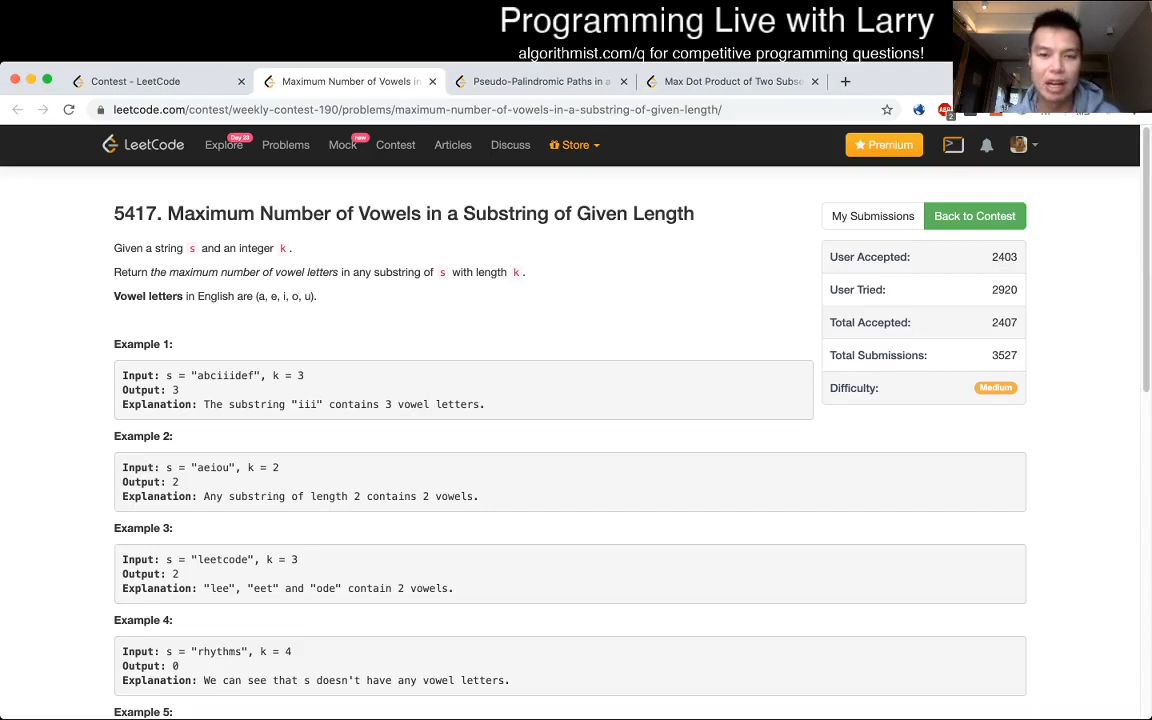 Programming Live with Larry
algorithmist.com/q for competitive programming questions!
Contest - LeetCode
Maximum Number of Vowels in
Pseudo-Palindromic Paths in a
Max Dot Product of Two Subse
leetcode.com/contest/weekly-contest-190/problems/maximum-number-of-vowels-in-a-substring-of-given-length/
LeetCode Explore Day 23 Problems Mock new Contest Articles Discuss Store Premium
5417. Maximum Number of Vowels in a Substring of Given Length
My Submissions Back to Contest
Given a string s and an integer k.
Return the maximum number of vowel letters in any substring of s with length k.
Vowel letters in English are (a, e, i, o, u).
User Accepted: 2403
User Tried: 2920
Total Accepted: 2407
Total Submissions: 3527
Difficulty: Medium
Example 1:
Input: s = "abciiidef", k = 3
Output: 3
Explanation: The substring "iii" contains 3 vowel letters.
Example 2:
Input: s = "aeiou", k = 2
Output: 2
Explanation: Any substring of length 2 contains 2 vowels.
Example 3:
Input: s = "leetcode", k = 3
Output: 2
Explanation: "lee", "eet" and "ode" contain 2 vowels.
Example 4:
Input: s = "rhythms", k = 4
Output: 0
Explanation: We can see that s doesn't have any vowel letters.
Example 5: